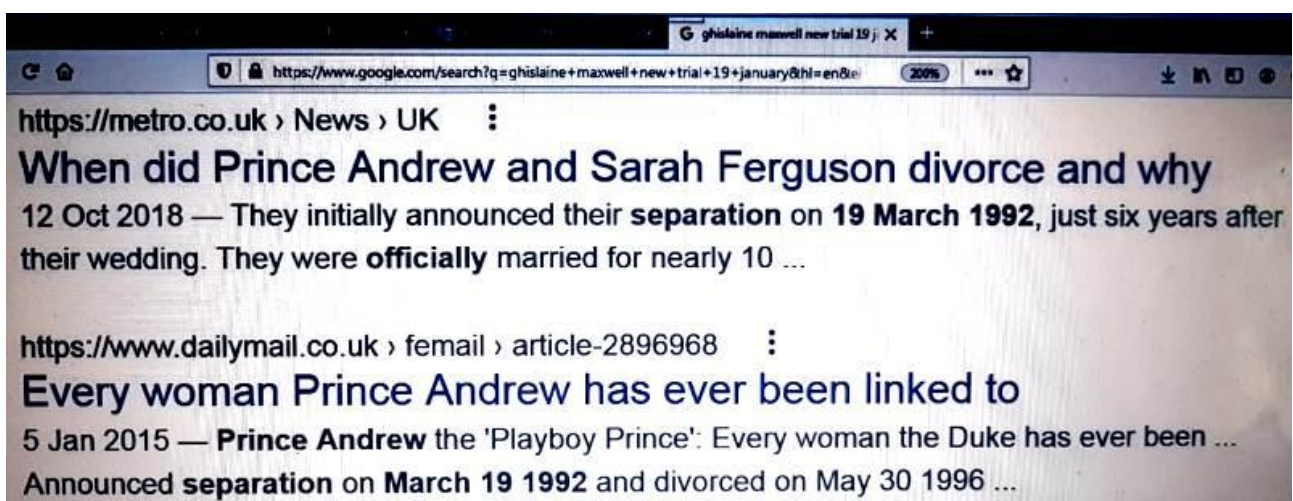 G ghislaine maxwell new trial 19 j
https://www.google.com/search?q=ghislaine+maxwell+new+trial+19+january&hl=en&te
200%
https://metro.co.uk › News › UK
When did Prince Andrew and Sarah Ferguson divorce and why
12 Oct 2018 — They initially announced their separation on 19 March 1992, just six years after
their wedding. They were officially married for nearly 10 ...
https://www.dailymail.co.uk › femail › article-2896968
Every woman Prince Andrew has ever been linked to
5 Jan 2015 — Prince Andrew the 'Playboy Prince': Every woman the Duke has ever been ...
Announced separation on March 19 1992 and divorced on May 30 1996 ...